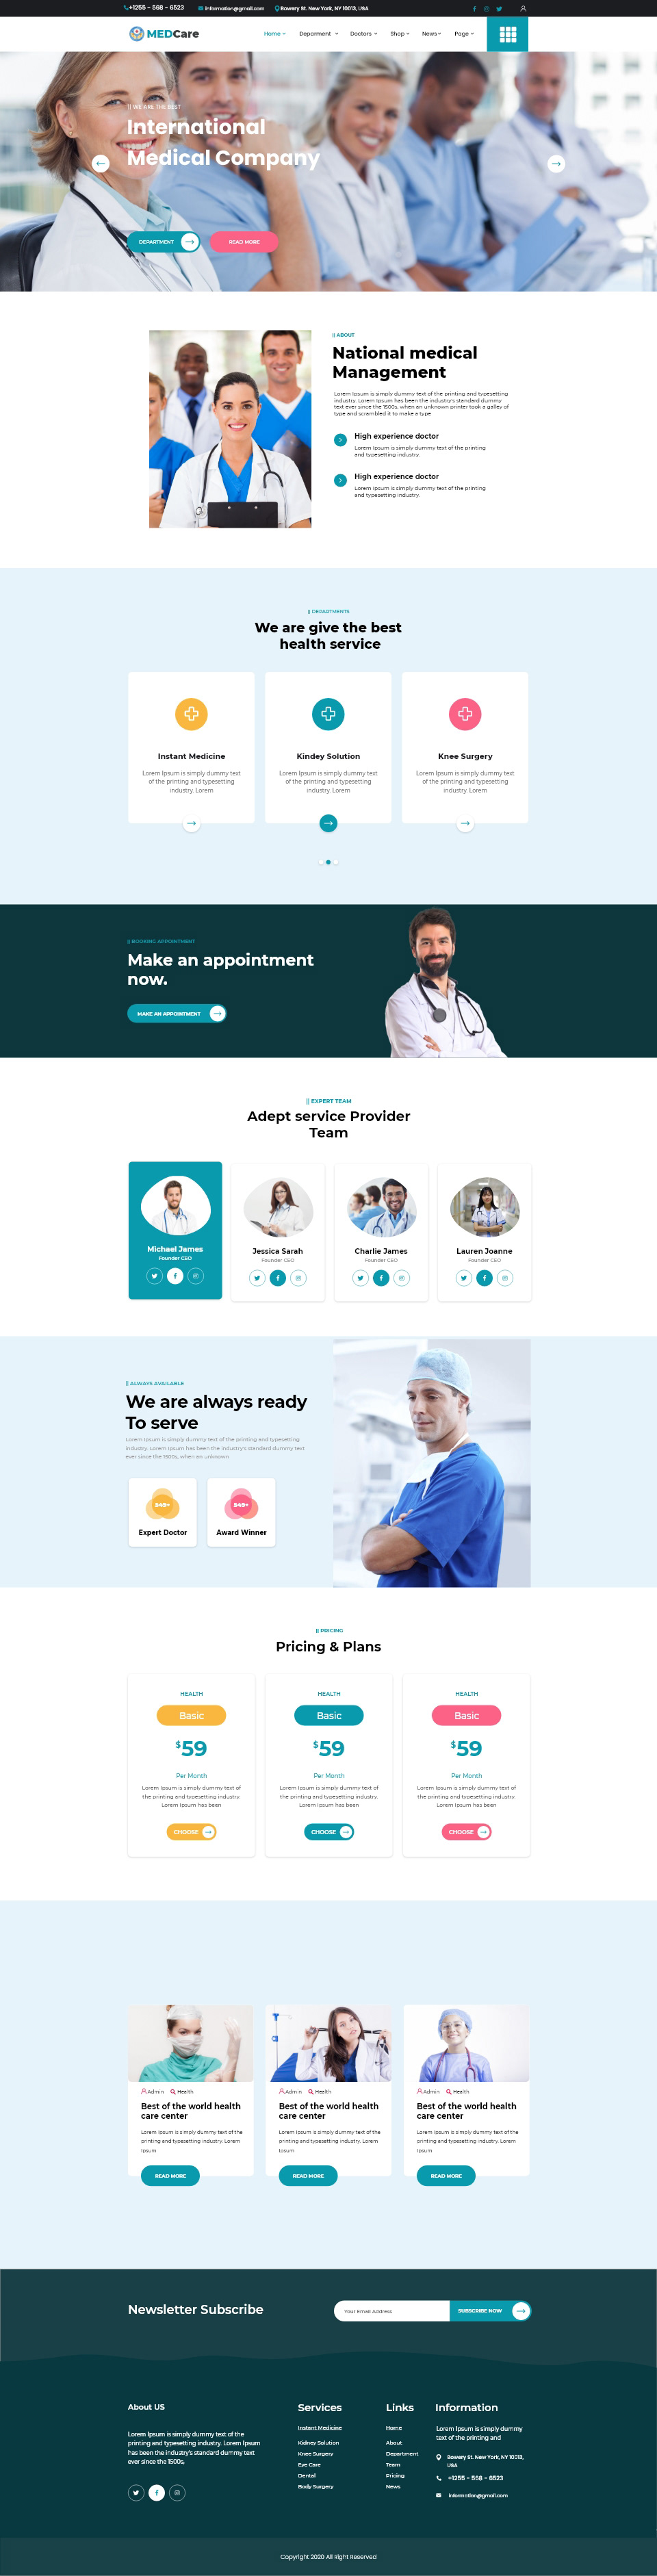 +1255 - 568 - 6523 information@gmail.com Bowery St. New York, NY 10013, USA
MEDCare Home Deparment Doctors Shop News Page
|| WE ARE THE BEST
International
Medical Company
DEPARTMENT READ MORE
|| ABOUT
National medical
Management
Lorem Ipsum is simply dummy text of the printing and typesetting
industry. Lorem Ipsum has been the industry's standard dummy
text ever since the 1500s, when an unknown printer took a galley of
type and scrambled it to make a type
High experience doctor
Lorem Ipsum is simply dummy text of the printing
and typesetting industry.
High experience doctor
Lorem Ipsum is simply dummy text of the printing
and typesetting industry.
|| DEPARTMENTS
We are give the best
health service
Instant Medicine
Lorem Ipsum is simply dummy text
of the printing and typesetting
industry. Lorem
Kindey Solution
Lorem Ipsum is simply dummy text
of the printing and typesetting
industry. Lorem
Knee Surgery
Lorem Ipsum is simply dummy text
of the printing and typesetting
industry. Lorem
|| BOOKING APPOINTMENT
Make an appointment
now.
MAKE AN APPOINTMENT
|| EXPERT TEAM
Adept service Provider
Team
Michael James
Founder CEO
Jessica Sarah
Founder CEO
Charlie James
Founder CEO
Lauren Joanne
Founder CEO
|| ALWAYS AVAILABLE
We are always ready
To serve
Lorem Ipsum is simply dummy text of the printing and typesetting
industry. Lorem Ipsum has been the industry's standard dummy text
ever since the 1500s, when an unknown
549+
Expert Doctor
549+
Award Winner
|| PRICING
Pricing & Plans
HEALTH
Basic
$59
Per Month
Lorem Ipsum is simply dummy text of
the printing and typesetting industry.
Lorem Ipsum has been
CHOOSE
HEALTH
Basic
$59
Per Month
Lorem Ipsum is simply dummy text of
the printing and typesetting industry.
Lorem Ipsum has been
CHOOSE
HEALTH
Basic
$59
Per Month
Lorem Ipsum is simply dummy text of
the printing and typesetting industry.
Lorem Ipsum has been
CHOOSE
Admin Health
Best of the world health
care center
Lorem Ipsum is simply dummy text of the
printing and typesetting industry. Lorem
Ipsum
READ MORE
Admin Health
Best of the world health
care center
Lorem Ipsum is simply dummy text of the
printing and typesetting industry. Lorem
Ipsum
READ MORE
Admin Health
Best of the world health
care center
Lorem Ipsum is simply dummy text of the
printing and typesetting industry. Lorem
Ipsum
READ MORE
Newsletter Subscribe
Your Email Address SUBSCRIBE NOW
About US
Lorem Ipsum is simply dummy text of the
printing and typesetting industry. Lorem Ipsum
has been the industry's standard dummy text
ever since the 1500s,
Services
Instant Medicine
Kidney Solution
Knee Surgery
Eye Care
Dental
Body Surgery
Links
Home
About
Department
Team
Pricing
News
Information
Lorem Ipsum is simply dummy
text of the printing and
Bowery St. New York, NY 10013,
USA
+1255 - 568 - 6523
information@gmail.com
Copyright 2020 All Right Reserved